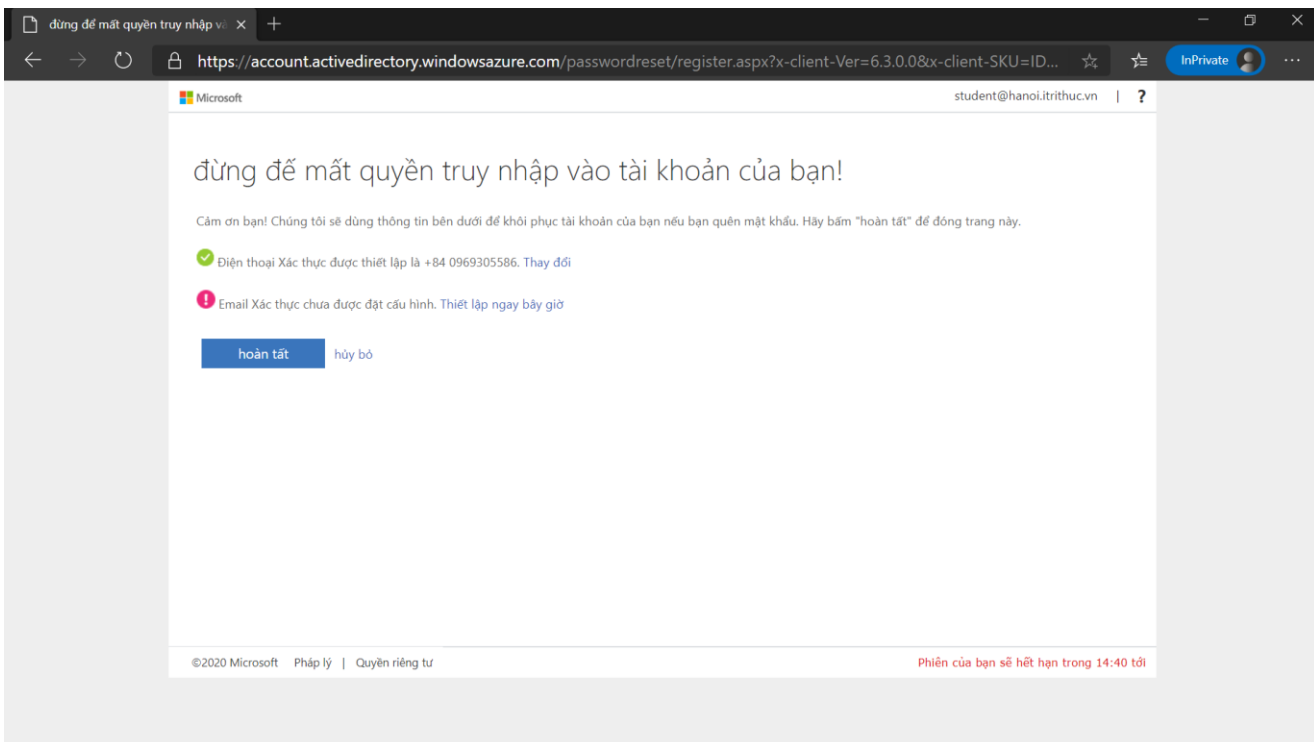 đừng để mất quyền truy nhập và
https://account.activedirectory.windowsazure.com/passwordreset/register.aspx?x-client-Ver=6.3.0.0&x-client-SKU=ID...
InPrivate
Microsoft
student@hanoi.itrithuc.vn | ?
đừng để mất quyền truy nhập vào tài khoản của bạn!
Cảm ơn bạn! Chúng tôi sẽ dùng thông tin bên dưới để khôi phục tài khoản của bạn nếu bạn quên mật khẩu. Hãy bấm "hoàn tất" để đóng trang này.
Điện thoại Xác thực được thiết lập là +84 0969305586. Thay đổi
Email Xác thực chưa được đặt cấu hình. Thiết lập ngay bây giờ
hoàn tất hủy bỏ
©2020 Microsoft Pháp lý | Quyền riêng tư
Phiên của bạn sẽ hết hạn trong 14:40 tới